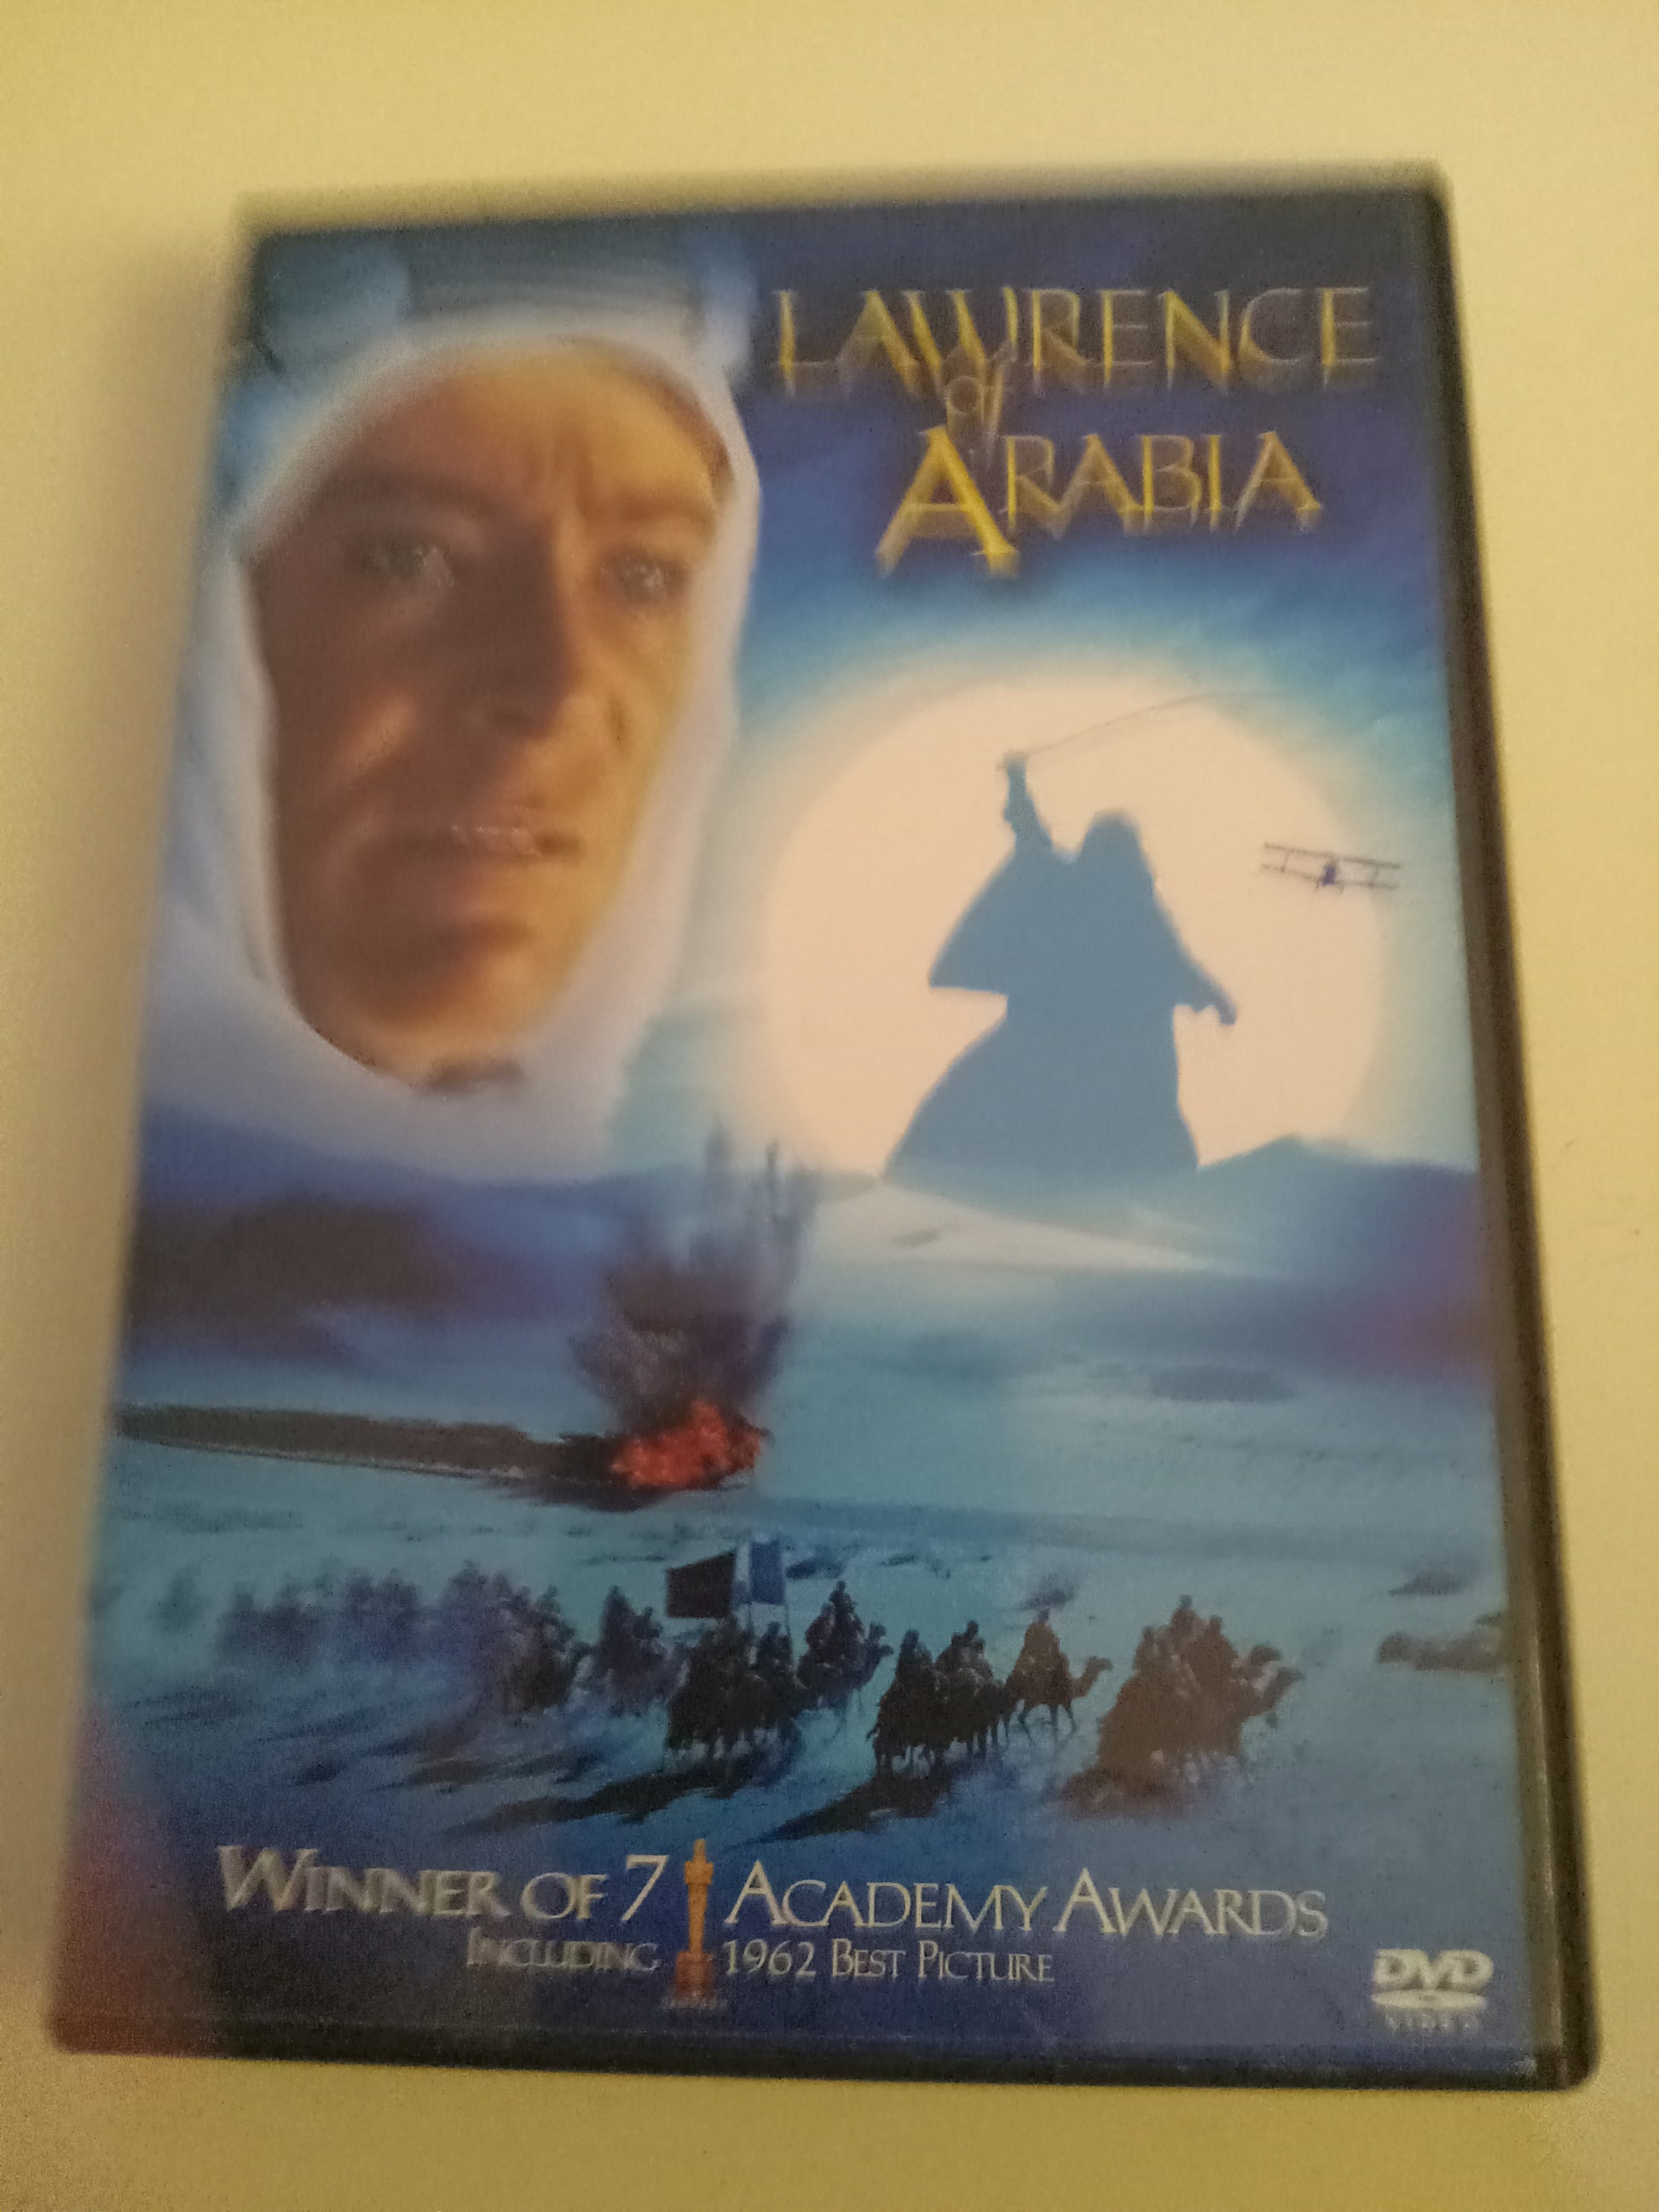 LAWRENCE
of
ARABIA
WINNER OF 7 ACADEMY AWARDS
INCLUDING 1962 BEST PICTURE
DVD
VIDEO